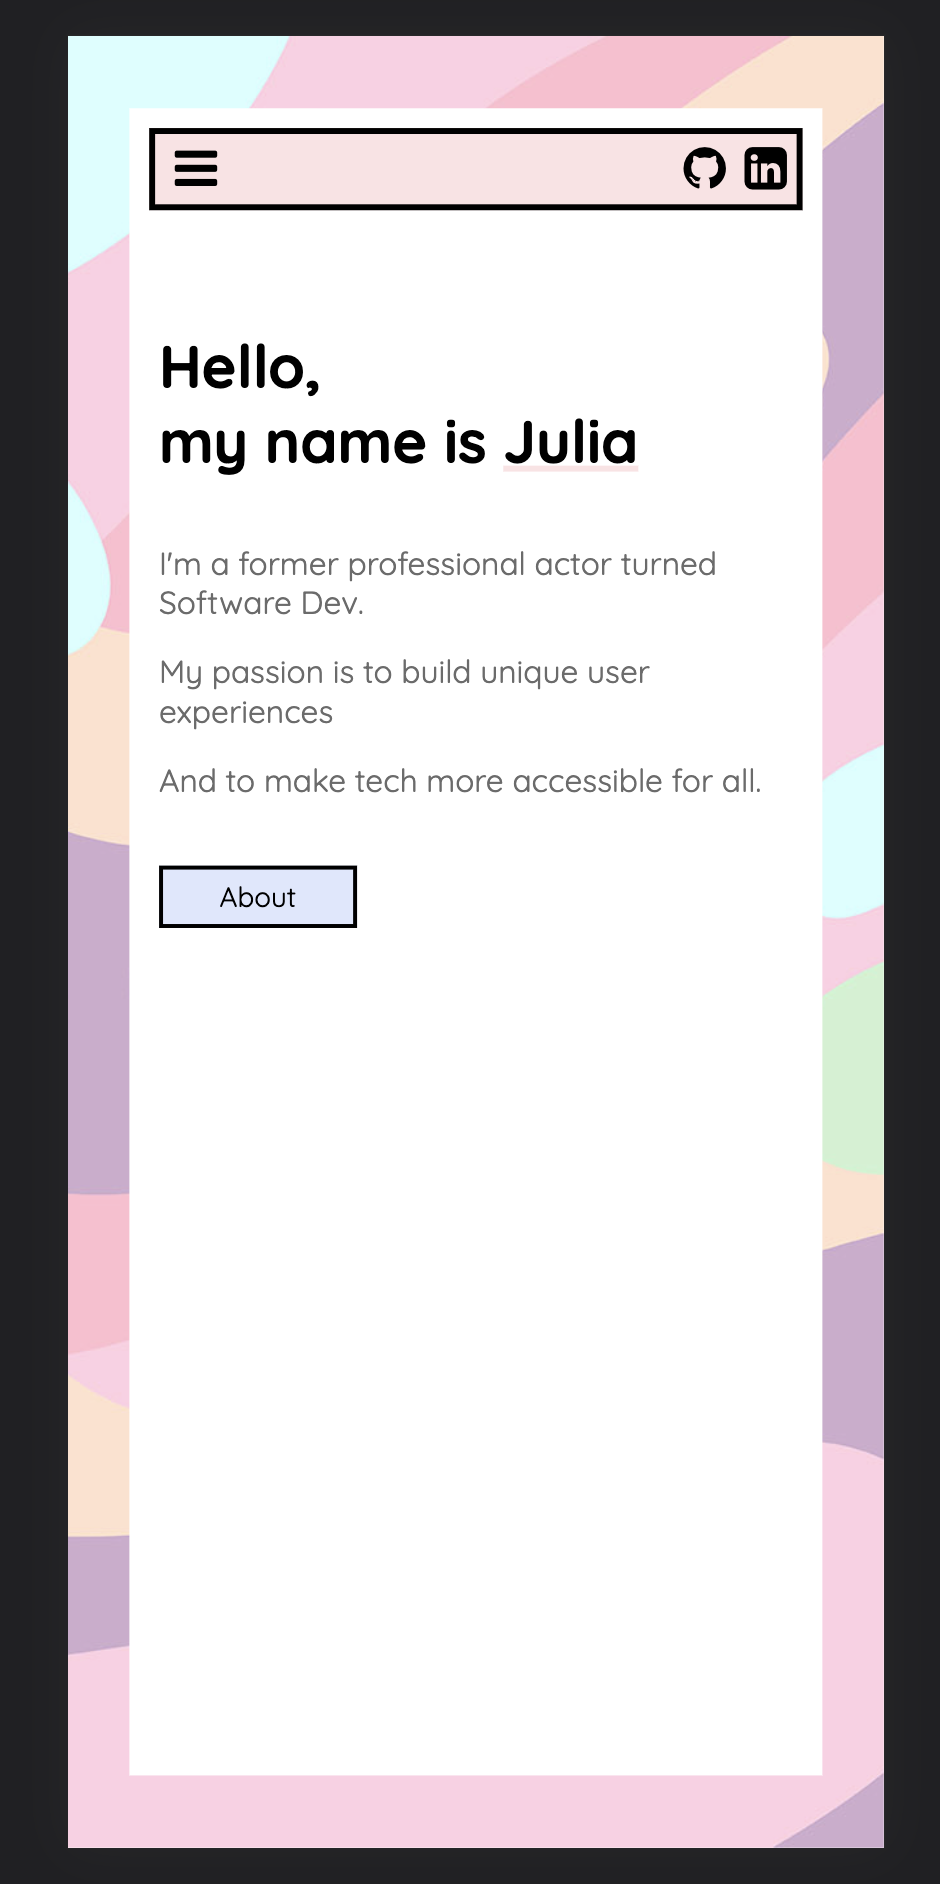 in
Hello,
my name is Julia
I'm a former professional actor turned
Software Dev.
My passion is to build unique user
experiences
And to make tech more accessible for all.
About